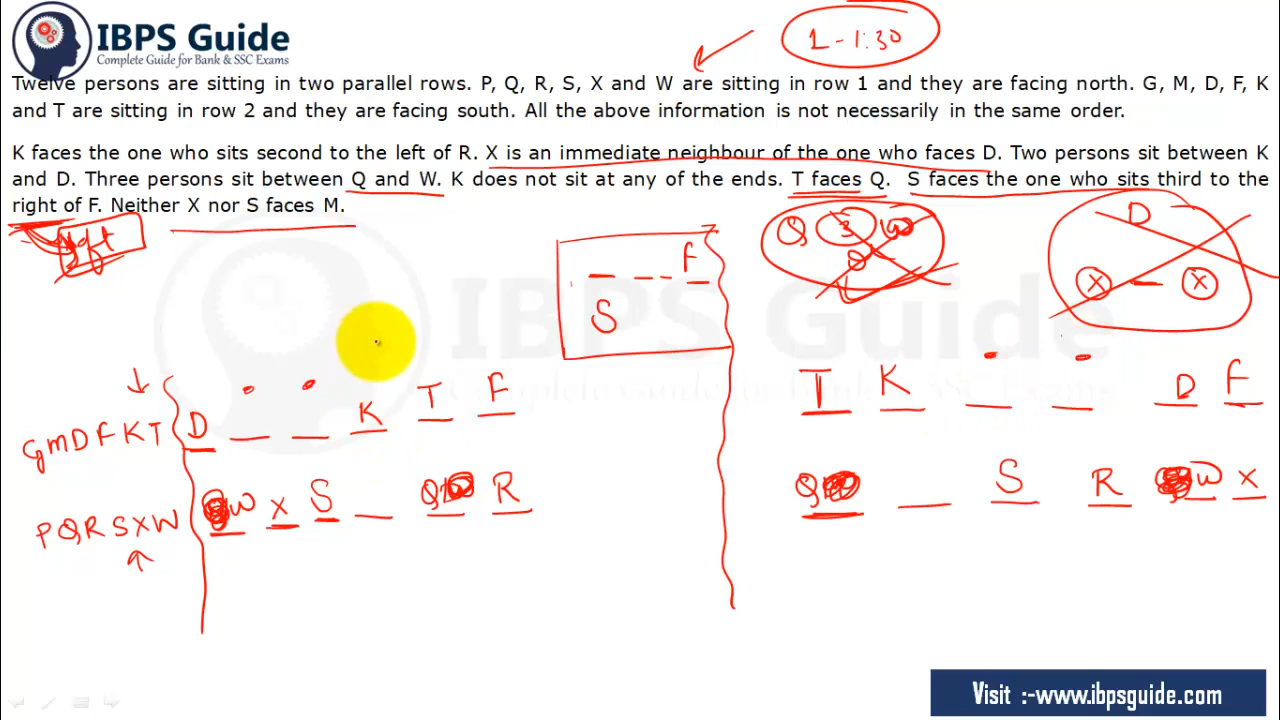 IBPS Guide
Complete Guide for Bank & SSC Exams
1-1:30
Twelve persons are sitting in two parallel rows. P, Q, R, S, X and W are sitting in row 1 and they are facing north. G, M, D, F, K
and T are sitting in row 2 and they are facing south. All the above information is not necessarily in the same order.
K faces the one who sits second to the left of R. X is an immediate neighbour of the one who faces D. Two persons sit between K
and D. Three persons sit between Q and W. K does not sit at any of the ends. T faces Q. S faces the one who sits third to the
right of F. Neither X nor S faces M.
left
F
S
Q 3 W
D
X X
IBPS Guide
D K T F
T K D F
GMDFKT
W X S Q R
Q S R W X
PQRSXW
Visit :-www.ibpsguide.com